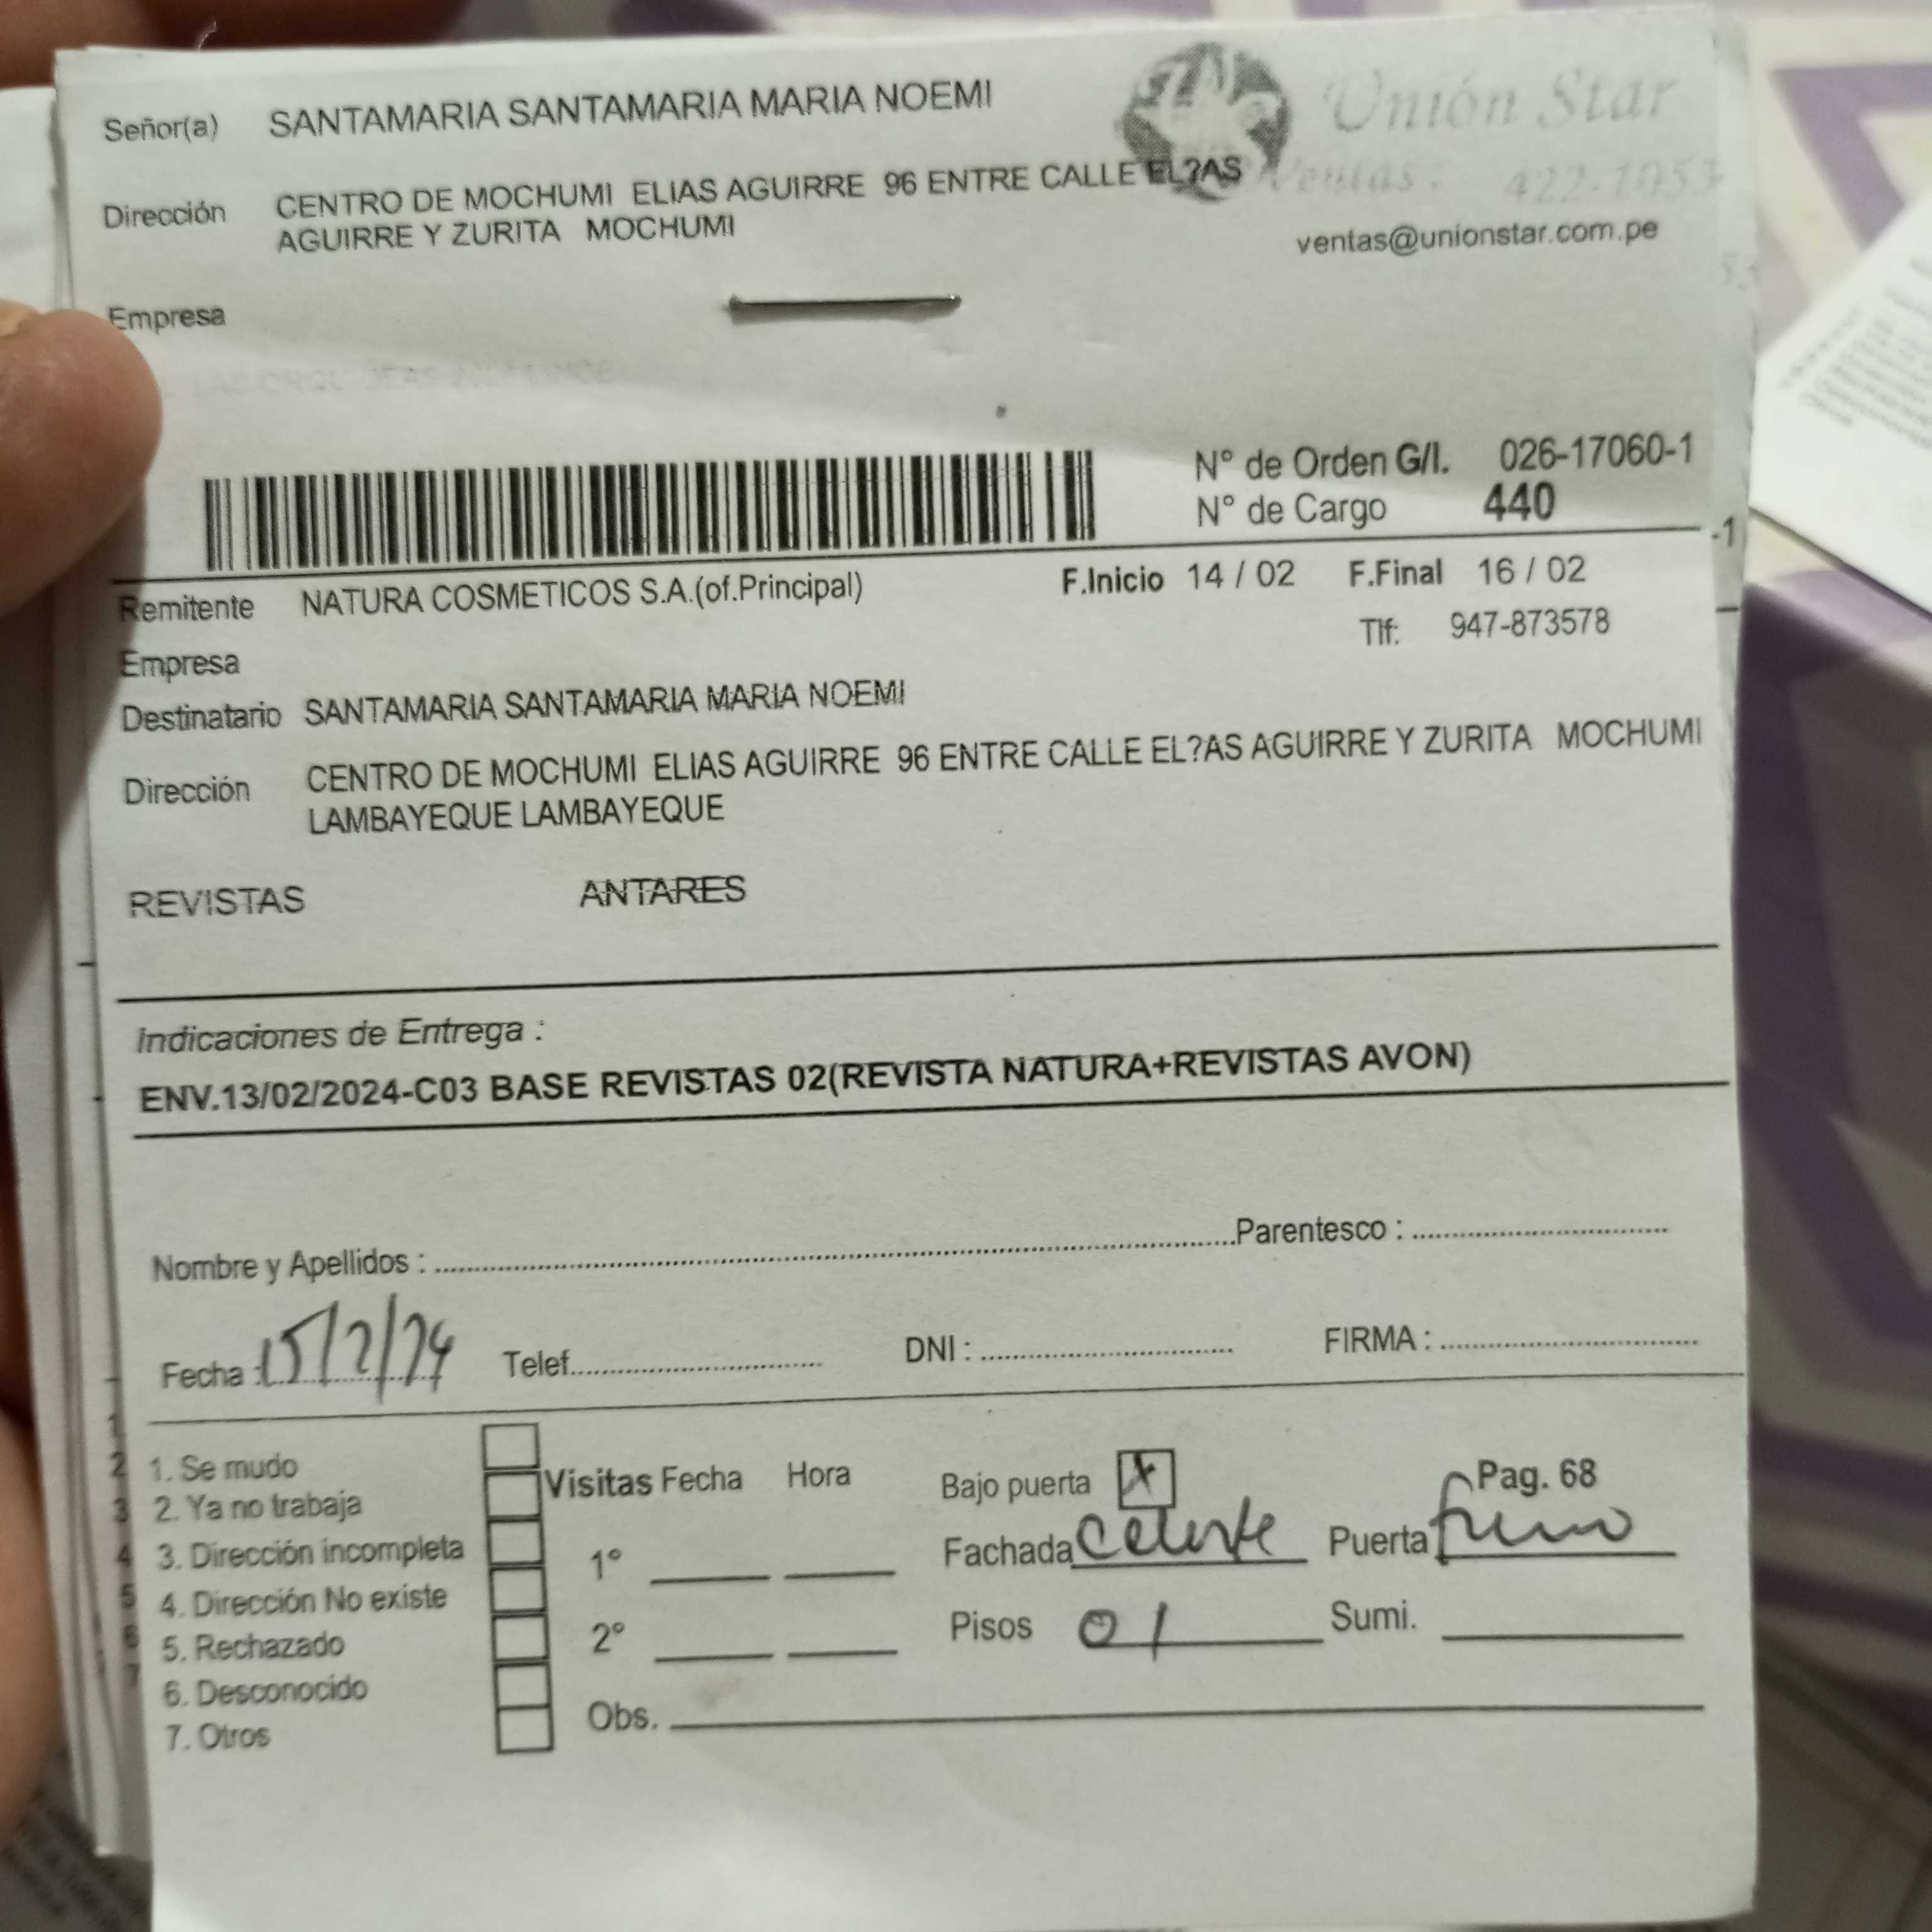 Señor(a) SANTAMARIA SANTAMARIA MARIA NOEMI
Unión Star
Dirección CENTRO DE MOCHUMI ELIAS AGUIRRE 96 ENTRE CALLE EL?AS
AGUIRRE Y ZURITA MOCHUMI
Ventas: 422-1053
ventas@unionstar.com.pe
Empresa
N° de Orden G/I. 026-17060-1
N° de Cargo 440
Remitente NATURA COSMETICOS S.A.(of.Principal) F.Inicio 14 / 02 F.Final 16 / 02
Tlf: 947-873578
Empresa
Destinatario SANTAMARIA SANTAMARIA MARIA NOEMI
Dirección CENTRO DE MOCHUMI ELIAS AGUIRRE 96 ENTRE CALLE EL?AS AGUIRRE Y ZURITA MOCHUMI
LAMBAYEQUE LAMBAYEQUE
REVISTAS ANTARES
Indicaciones de Entrega :
ENV.13/02/2024-C03 BASE REVISTAS 02(REVISTA NATURA+REVISTAS AVON)
Nombre y Apellidos : Parentesco :
Fecha : 15/2/24 Telef. DNI : FIRMA :
1. Se mudo
2. Ya no trabaja
3. Dirección incompleta
4. Dirección No existe
5. Rechazado
6. Desconocido
7. Otros
Visitas Fecha Hora
1°
2°
Obs.
Bajo puerta X Pag. 68
Fachada Celeste Puerta
Pisos 01 Sumi.